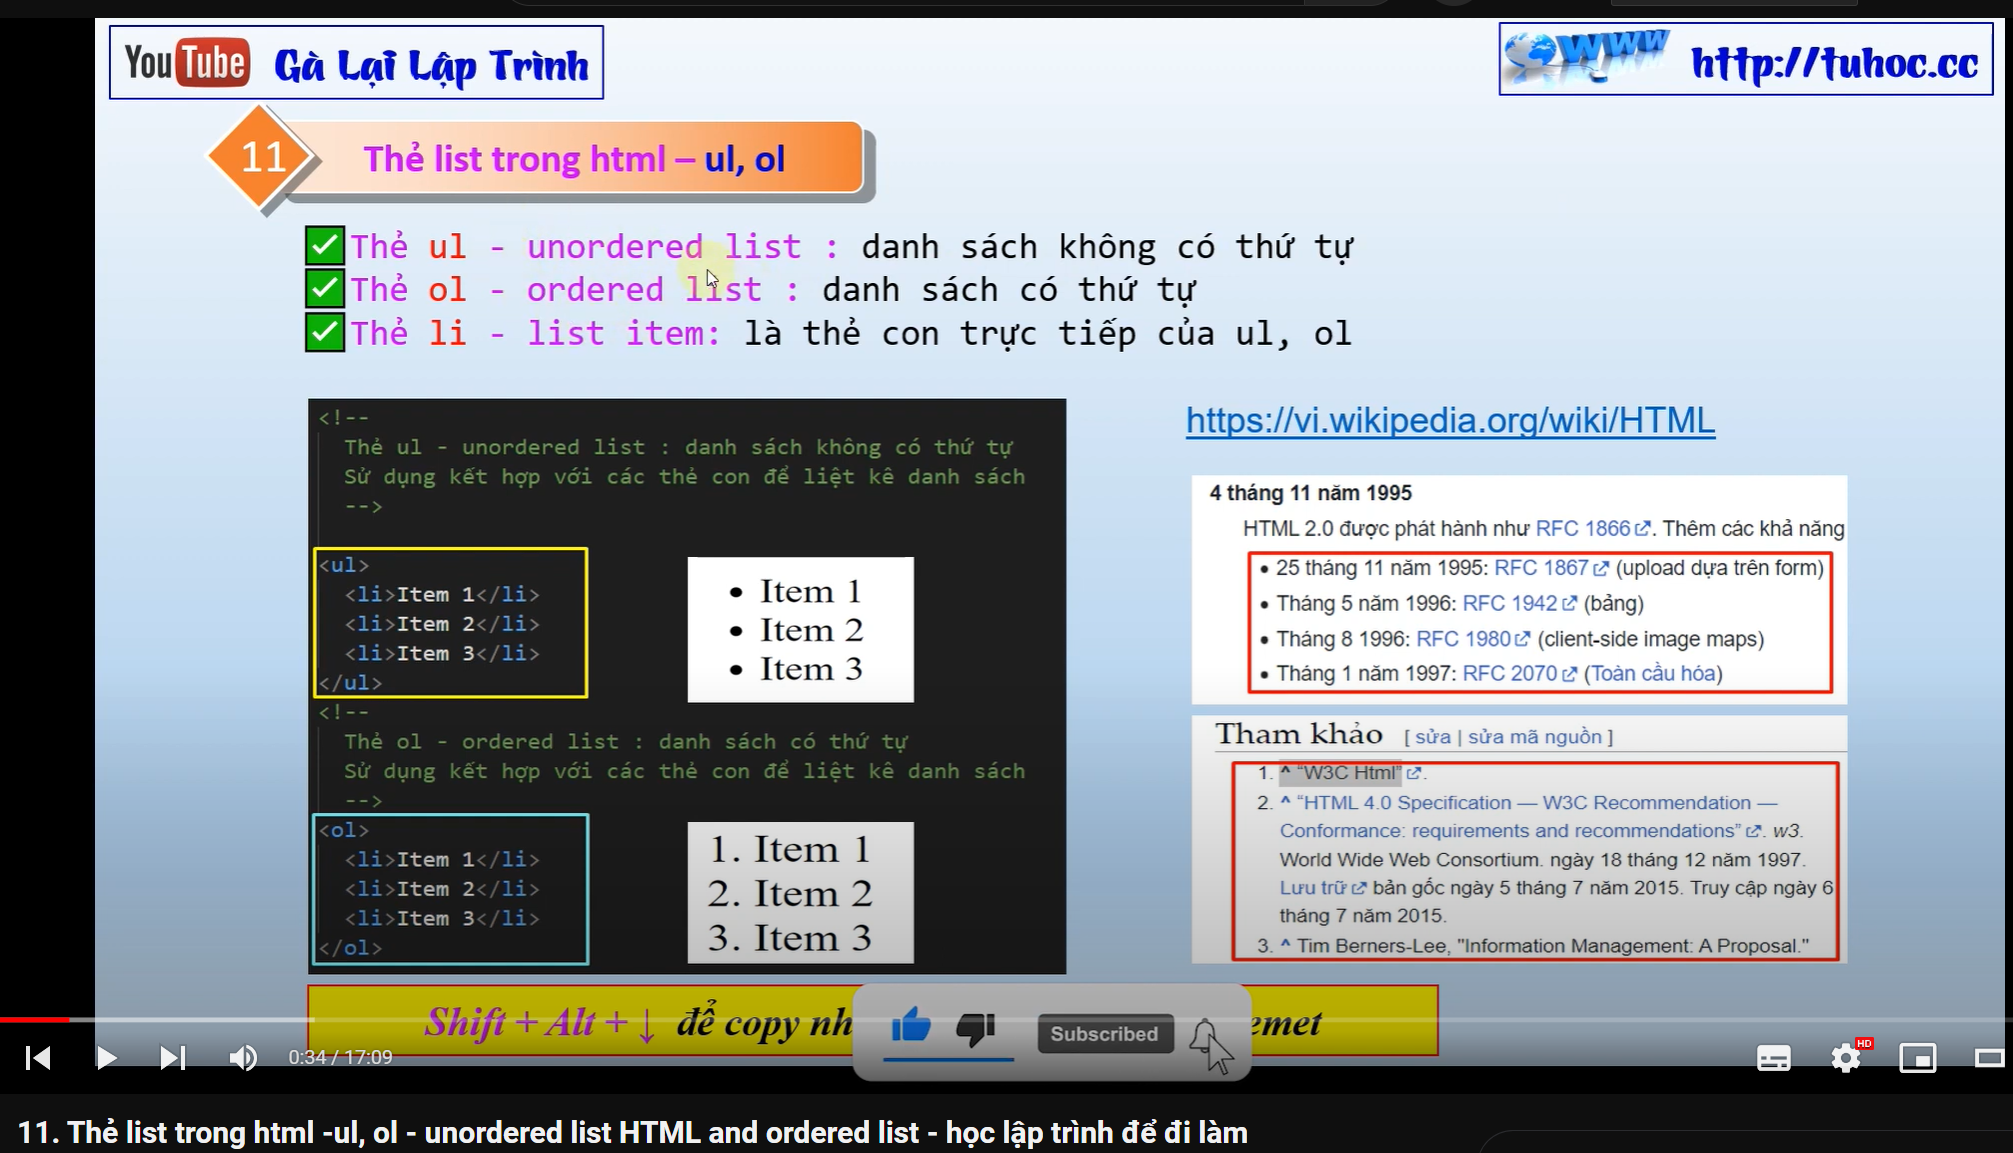 YouTube Gà Lại Lập Trình
http://tuhoc.cc
WWW
11
Thẻ list trong html – ul, ol
Thẻ ul - unordered list : danh sách không có thứ tự
Thẻ ol - ordered list : danh sách có thứ tự
Thẻ li - list item: là thẻ con trực tiếp của ul, ol
<!--
Thẻ ul - unordered list : danh sách không có thứ tự
Sử dụng kết hợp với các thẻ con để liệt kê danh sách
-->
<ul>
<li>Item 1</li>
<li>Item 2</li>
<li>Item 3</li>
</ul>
• Item 1
• Item 2
• Item 3
<!--
Thẻ ol - ordered list : danh sách có thứ tự
Sử dụng kết hợp với các thẻ con để liệt kê danh sách
-->
<ol>
<li>Item 1</li>
<li>Item 2</li>
<li>Item 3</li>
</ol>
1. Item 1
2. Item 2
3. Item 3
https://vi.wikipedia.org/wiki/HTML
4 tháng 11 năm 1995
HTML 2.0 được phát hành như RFC 1866. Thêm các khả năng
• 25 tháng 11 năm 1995: RFC 1867 (upload dựa trên form)
• Tháng 5 năm 1996: RFC 1942 (bảng)
• Tháng 8 1996: RFC 1980 (client-side image maps)
• Tháng 1 năm 1997: RFC 2070 (Toàn cầu hóa)
Tham khảo [ sửa | sửa mã nguồn ]
1. ^ “W3C Html”.
2. ^ “HTML 4.0 Specification — W3C Recommendation —
Conformance: requirements and recommendations”. w3.
World Wide Web Consortium. ngày 18 tháng 12 năm 1997.
Lưu trữ bản gốc ngày 5 tháng 7 năm 2015. Truy cập ngày 6
tháng 7 năm 2015.
3. ^ Tim Berners-Lee, "Information Management: A Proposal."
Shift + Alt + ↓ để copy nh
emet
Subscribed
0:34 / 17:09
HD
11. Thẻ list trong html -ul, ol - unordered list HTML and ordered list - học lập trình để đi làm